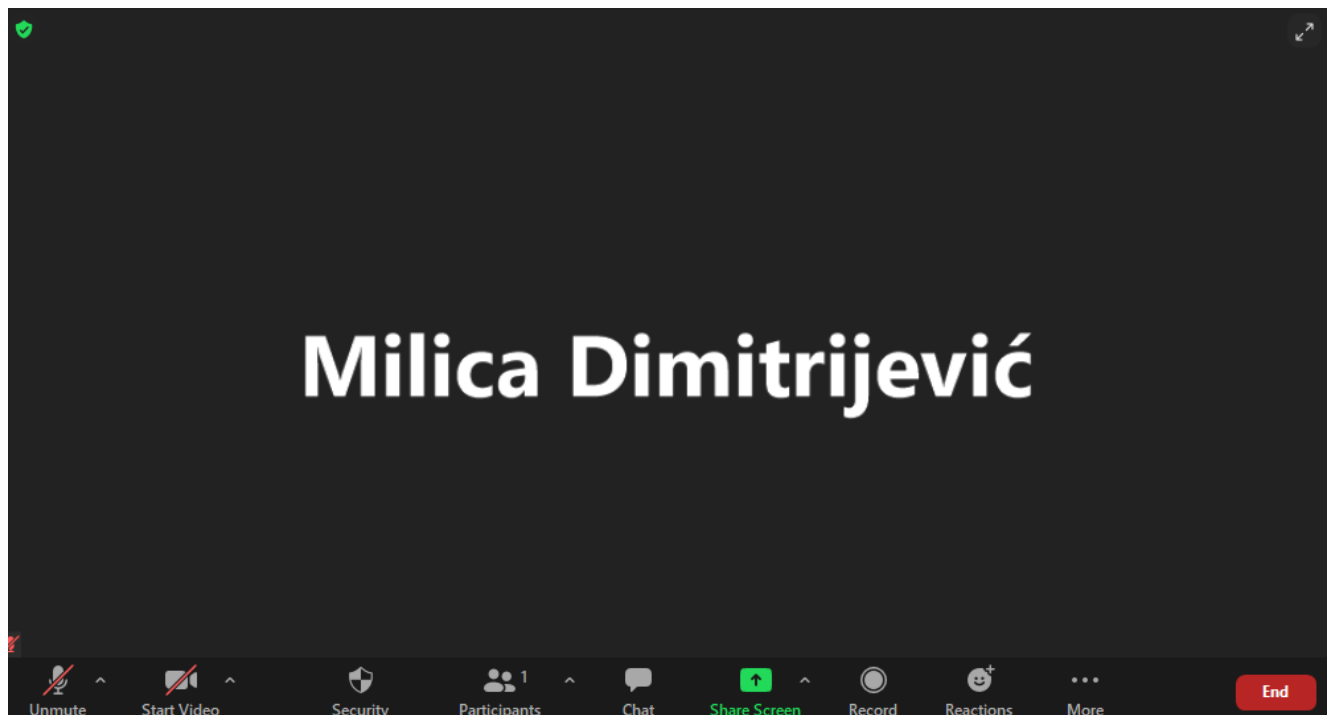 Milica Dimitrijević
1
Unmute
Start Video
Security
Participants
Chat
Share Screen
Record
Reactions
More
End